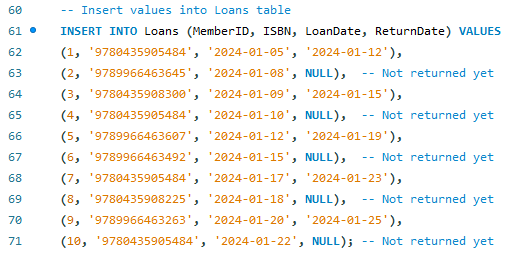 60 -- Insert values into Loans table
61 INSERT INTO Loans (MemberID, ISBN, LoanDate, ReturnDate) VALUES
62 (1, '9780435905484', '2024-01-05', '2024-01-12'),
63 (2, '9789966463645', '2024-01-08', NULL),  -- Not returned yet
64 (3, '9780435908300', '2024-01-09', '2024-01-15'),
65 (4, '9780435905484', '2024-01-10', NULL),  -- Not returned yet
66 (5, '9789966463607', '2024-01-12', '2024-01-19'),
67 (6, '9789966463492', '2024-01-15', NULL),  -- Not returned yet
68 (7, '9780435905484', '2024-01-17', '2024-01-23'),
69 (8, '9780435908225', '2024-01-18', NULL),  -- Not returned yet
70 (9, '9789966463263', '2024-01-20', '2024-01-25'),
71 (10, '9780435905484', '2024-01-22', NULL); -- Not returned yet